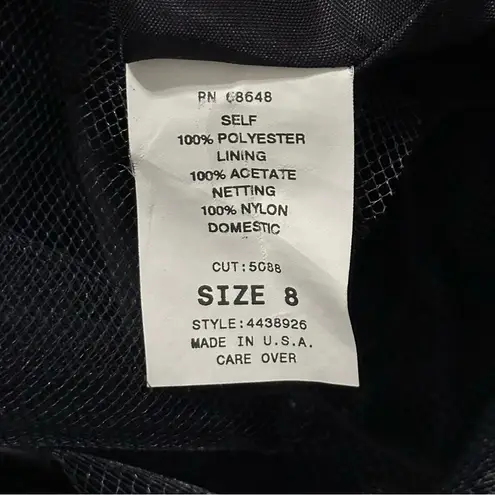 RN 68648
SELF
100% POLYESTER
LINING
100% ACETATE
NETTING
100% NYLON
DOMESTIC
CUT:5088
SIZE 8
STYLE:4438926
MADE IN U.S.A.
CARE OVER